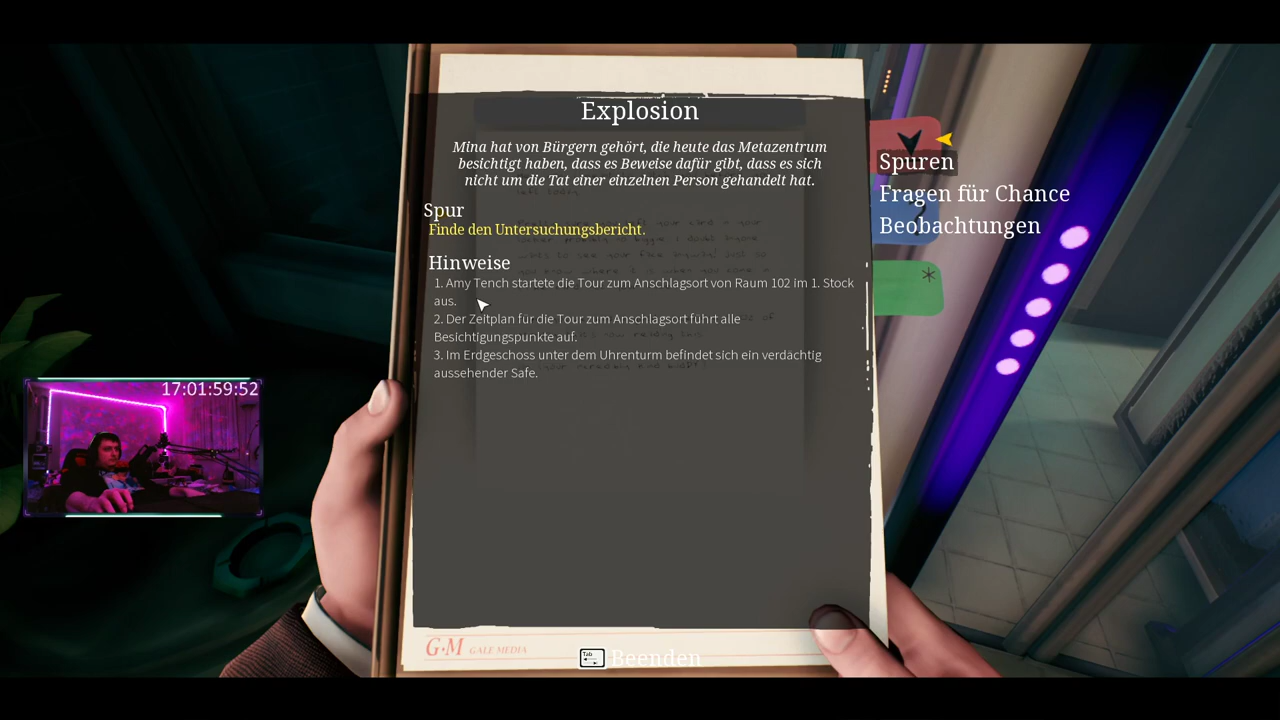 Explosion
Mina hat von Bürgern gehört, die heute das Metazentrum
besichtigt haben, dass es Beweise dafür gibt, dass es sich
nicht um die Tat einer einzelnen Person gehandelt hat.
Spur
Finde den Untersuchungsbericht.
Hinweise
1. Amy Tench startete die Tour zum Anschlagsort von Raum 102 im 1. Stock
aus.
2. Der Zeitplan für die Tour zum Anschlagsort führt alle
Besichtigungspunkte auf.
3. Im Erdgeschoss unter dem Uhrenturm befindet sich ein verdächtig
aussehender Safe.
Spuren
Fragen für Chance
Beobachtungen
17:01:59:52
G·M GALE MEDIA
Tab Beenden